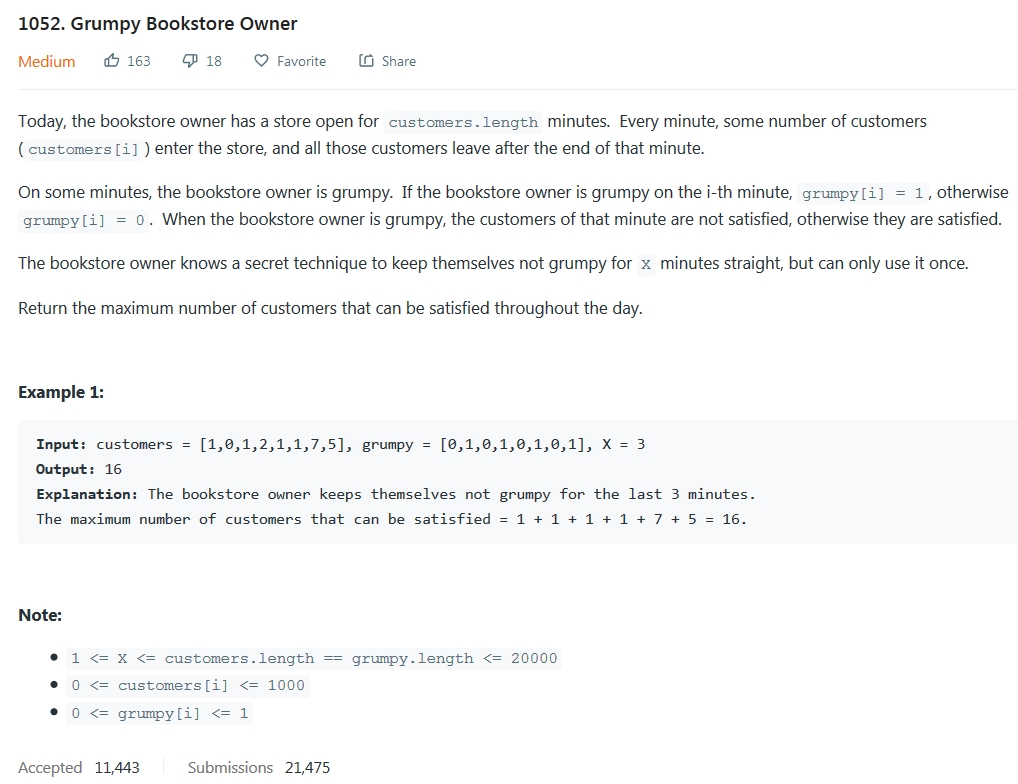 1052. Grumpy Bookstore Owner
Medium 163 18 Favorite Share
Today, the bookstore owner has a store open for customers.length minutes. Every minute, some number of customers
(customers[i]) enter the store, and all those customers leave after the end of that minute.
On some minutes, the bookstore owner is grumpy. If the bookstore owner is grumpy on the i-th minute, grumpy[i] = 1, otherwise
grumpy[i] = 0. When the bookstore owner is grumpy, the customers of that minute are not satisfied, otherwise they are satisfied.
The bookstore owner knows a secret technique to keep themselves not grumpy for X minutes straight, but can only use it once.
Return the maximum number of customers that can be satisfied throughout the day.
Example 1:
Input: customers = [1,0,1,2,1,1,7,5], grumpy = [0,1,0,1,0,1,0,1], X = 3
Output: 16
Explanation: The bookstore owner keeps themselves not grumpy for the last 3 minutes.
The maximum number of customers that can be satisfied = 1 + 1 + 1 + 1 + 7 + 5 = 16.
Note:
• 1 <= X <= customers.length == grumpy.length <= 20000
• 0 <= customers[i] <= 1000
• 0 <= grumpy[i] <= 1
Accepted 11,443 Submissions 21,475